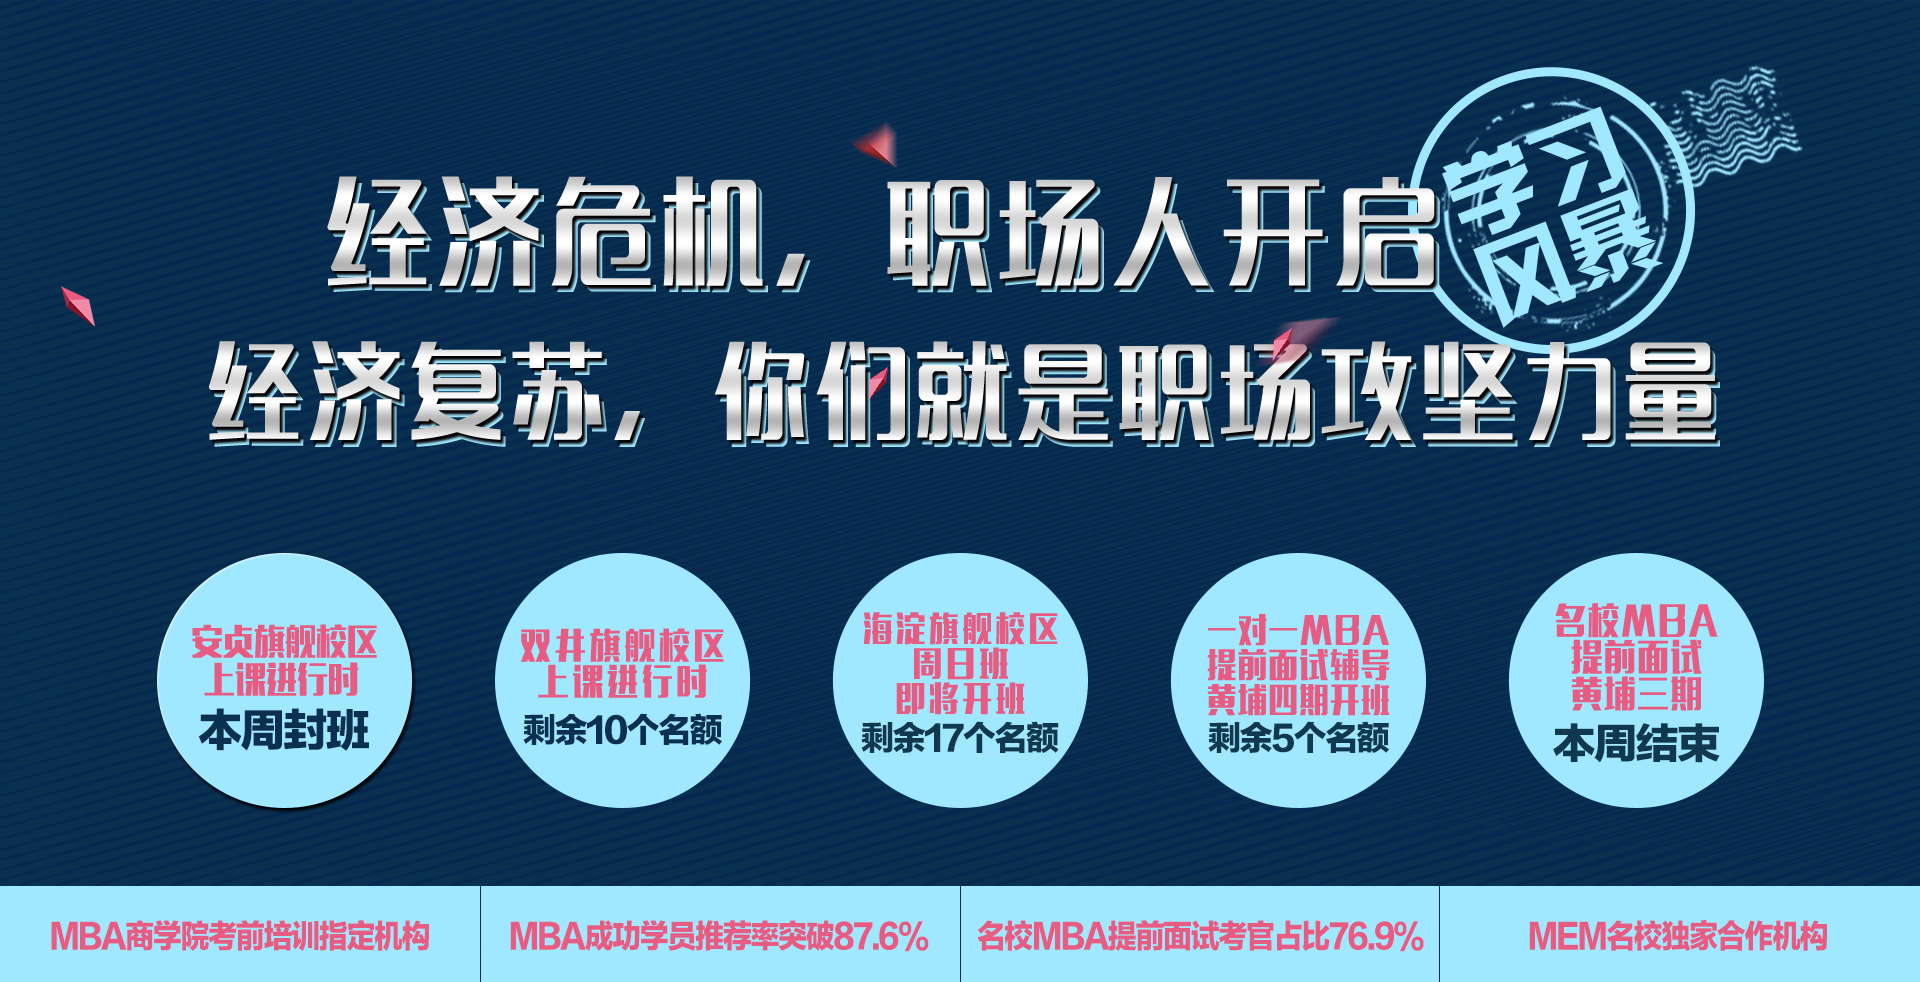 经济危机，职场人开启
学习
风暴
经济复苏，你们就是职场攻坚力量
安贞旗舰校区
上课进行时
本周封班
双井旗舰校区
上课进行时
剩余10个名额
海淀旗舰校区
周日班
即将开班
剩余17个名额
一对一MBA
提前面试辅导
黄埔四期开班
剩余5个名额
名校MBA
提前面试
黄埔三期
本周结束
MBA商学院考前培训指定机构
MBA成功学员推荐率突破87.6%
名校MBA提前面试考官占比76.9%
MEM名校独家合作机构